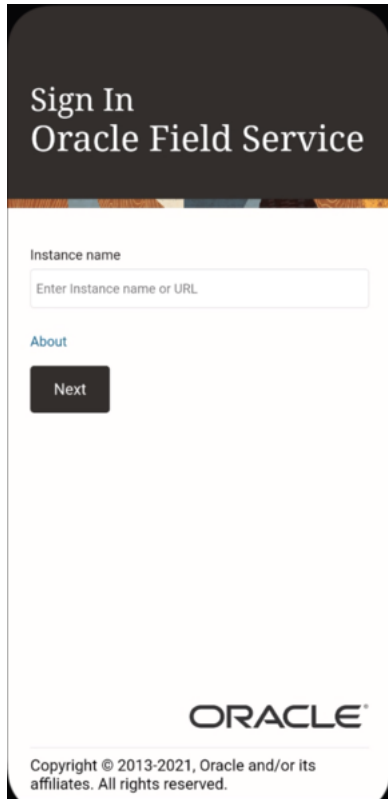 Sign In
Oracle Field Service
Instance name
Enter Instance name or URL
About
Next
ORACLE®
Copyright © 2013-2021, Oracle and/or its
affiliates. All rights reserved.